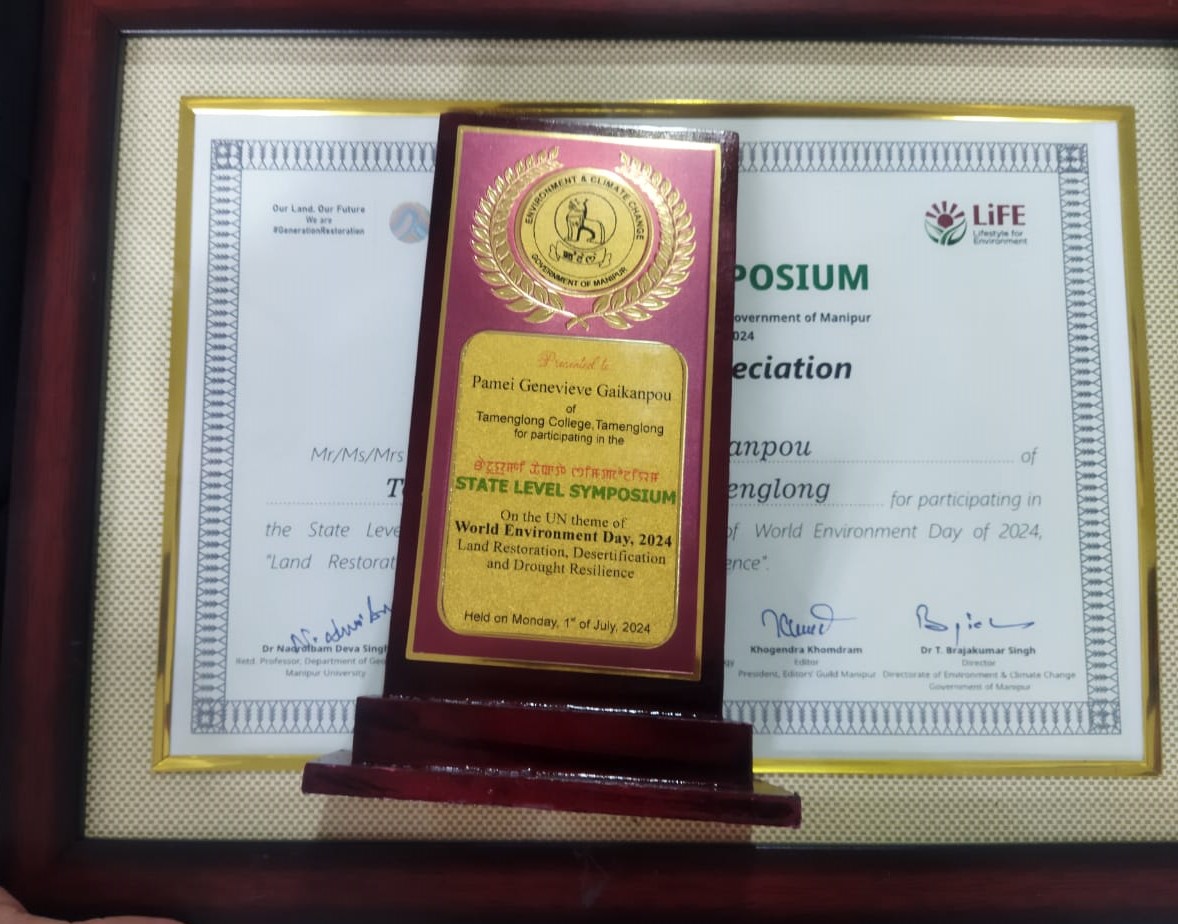 Our Land. Our Future
We are
#GenerationRestoration
LiFE
Lifestyle for
Environment
POSIUM
overnment of Manipur
024
eciation
Mr/Ms/Mrs
anpou
of
englong
for participating in
the State Leve
of World Environment Day of 2024,
"Land Restorat
ence".
Dr Naorolbam Deva Singh
Retd. Professor, Department of Geo
Manipur University
Khogendra Khomdram
Editor
President, Editors' Guild Manipur
Dr T. Brajakumar Singh
Director
Directorate of Environment & Climate Change
Government of Manipur
ENVIRONMENT & CLIMATE CHANGE
GOVERNMENT OF MANIPUR
Presented to
Pamei Genevieve Gaikanpou
of
Tamenglong College, Tamenglong
for participating in the
STATE LEVEL SYMPOSIUM
On the UN theme of
World Environment Day, 2024
Land Restoration, Desertification
and Drought Resilience
Held on Monday, 1st of July, 2024